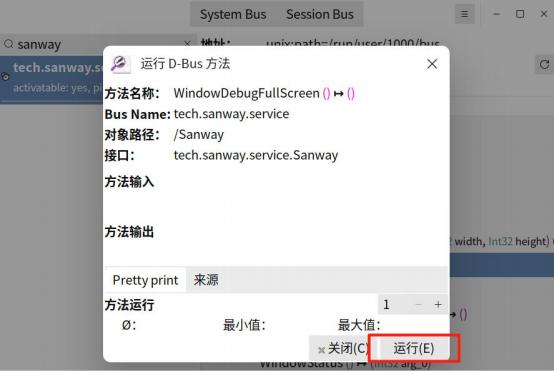 System Bus Session Bus
sanway
地址： unix:path=/run/user/1000/bus
tech.sanway.se
activatable: yes, pi
运行 D-Bus 方法
方法名称： WindowDebugFullScreen () ↦ ()
Bus Name: tech.sanway.service
对象路径： /Sanway
接口： tech.sanway.service.Sanway
方法输入
width, Int32 height)
方法输出
Pretty print 来源
方法运行 1 − +
()
Ø： 最小值： 最大值：
关闭(C) 运行(E)
WindowStatus () ↦ (Int32 arg_0)